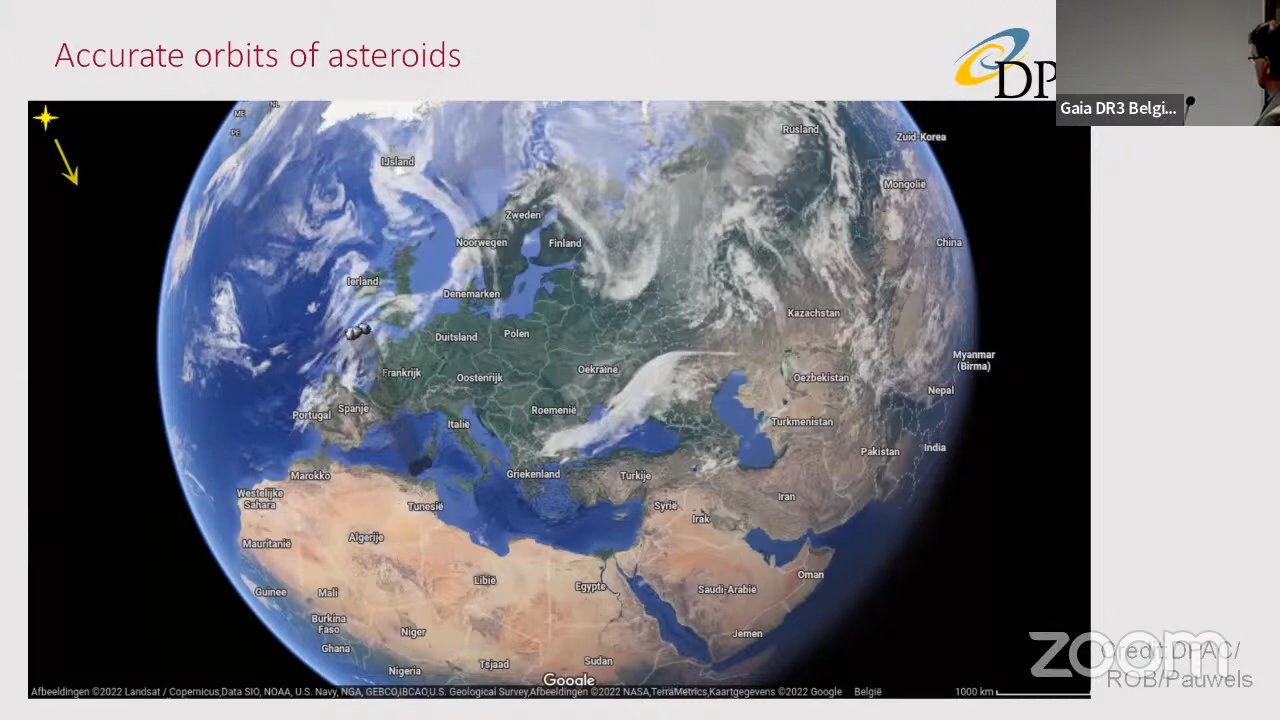 Accurate orbits of asteroids
DP
Gaia DR3 Belgi...
NL
ME
PE
IJsland
Rusland
Zuid-Korea
Mongolië
Zweden
Noorwegen
Finland
China
Ierland
Denemarken
Kazachstan
Duitsland
Polen
Myanmar
(Birma)
Frankrijk
Oostenrijk
Oekraïne
Oezbekistan
Nepal
Portugal
Spanje
Roemenië
Italië
Turkmenistan
India
Pakistan
Marokko
Griekenland
Turkije
Westelijke
Sahara
Tunesië
Syrië
Irak
Iran
Mauritanië
Algerije
Libië
Egypte
Saudi-Arabië
Oman
Guinee
Mali
Burkina
Faso
Niger
Jemen
Ghana
Nigeria
Tsjaad
Sudan
Google
zoom
Credit DPAC/
ROB/Pauwels
Afbeeldingen ©2022 Landsat / Copernicus,Data SIO, NOAA, U.S. Navy, NGA, GEBCO,IBCAO,U.S. Geological Survey,Afbeeldingen ©2022 NASA,TerraMetrics,Kaartgegevens ©2022 Google België 1000 km